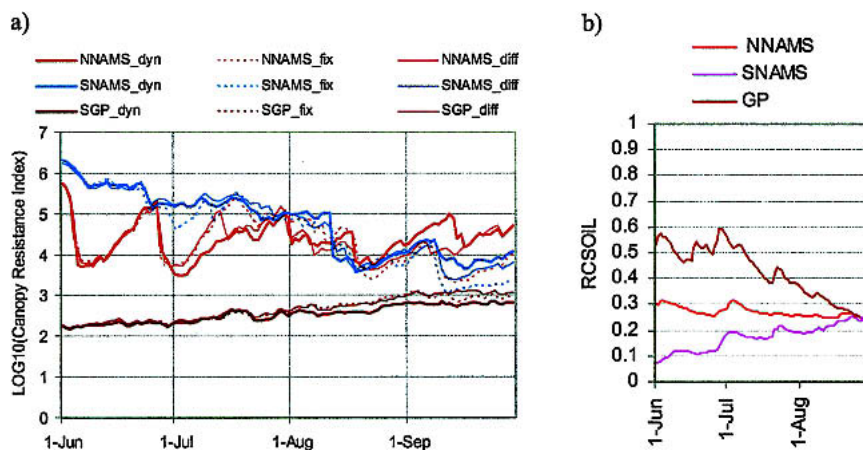 a)
NNAMS_dyn NNAMS_fix NNAMS_diff
SNAMS_dyn SNAMS_fix SNAMS_diff
SGP_dyn SGP_fix SGP_diff
LOG10(Canopy Resistance Index)
7
6
5
4
3
2
1
0
1-Jun 1-Jul 1-Aug 1-Sep
b)
NNAMS
SNAMS
GP
RCSOIL
1
0.9
0.8
0.7
0.6
0.5
0.4
0.3
0.2
0.1
0
1-Jun 1-Jul 1-Aug